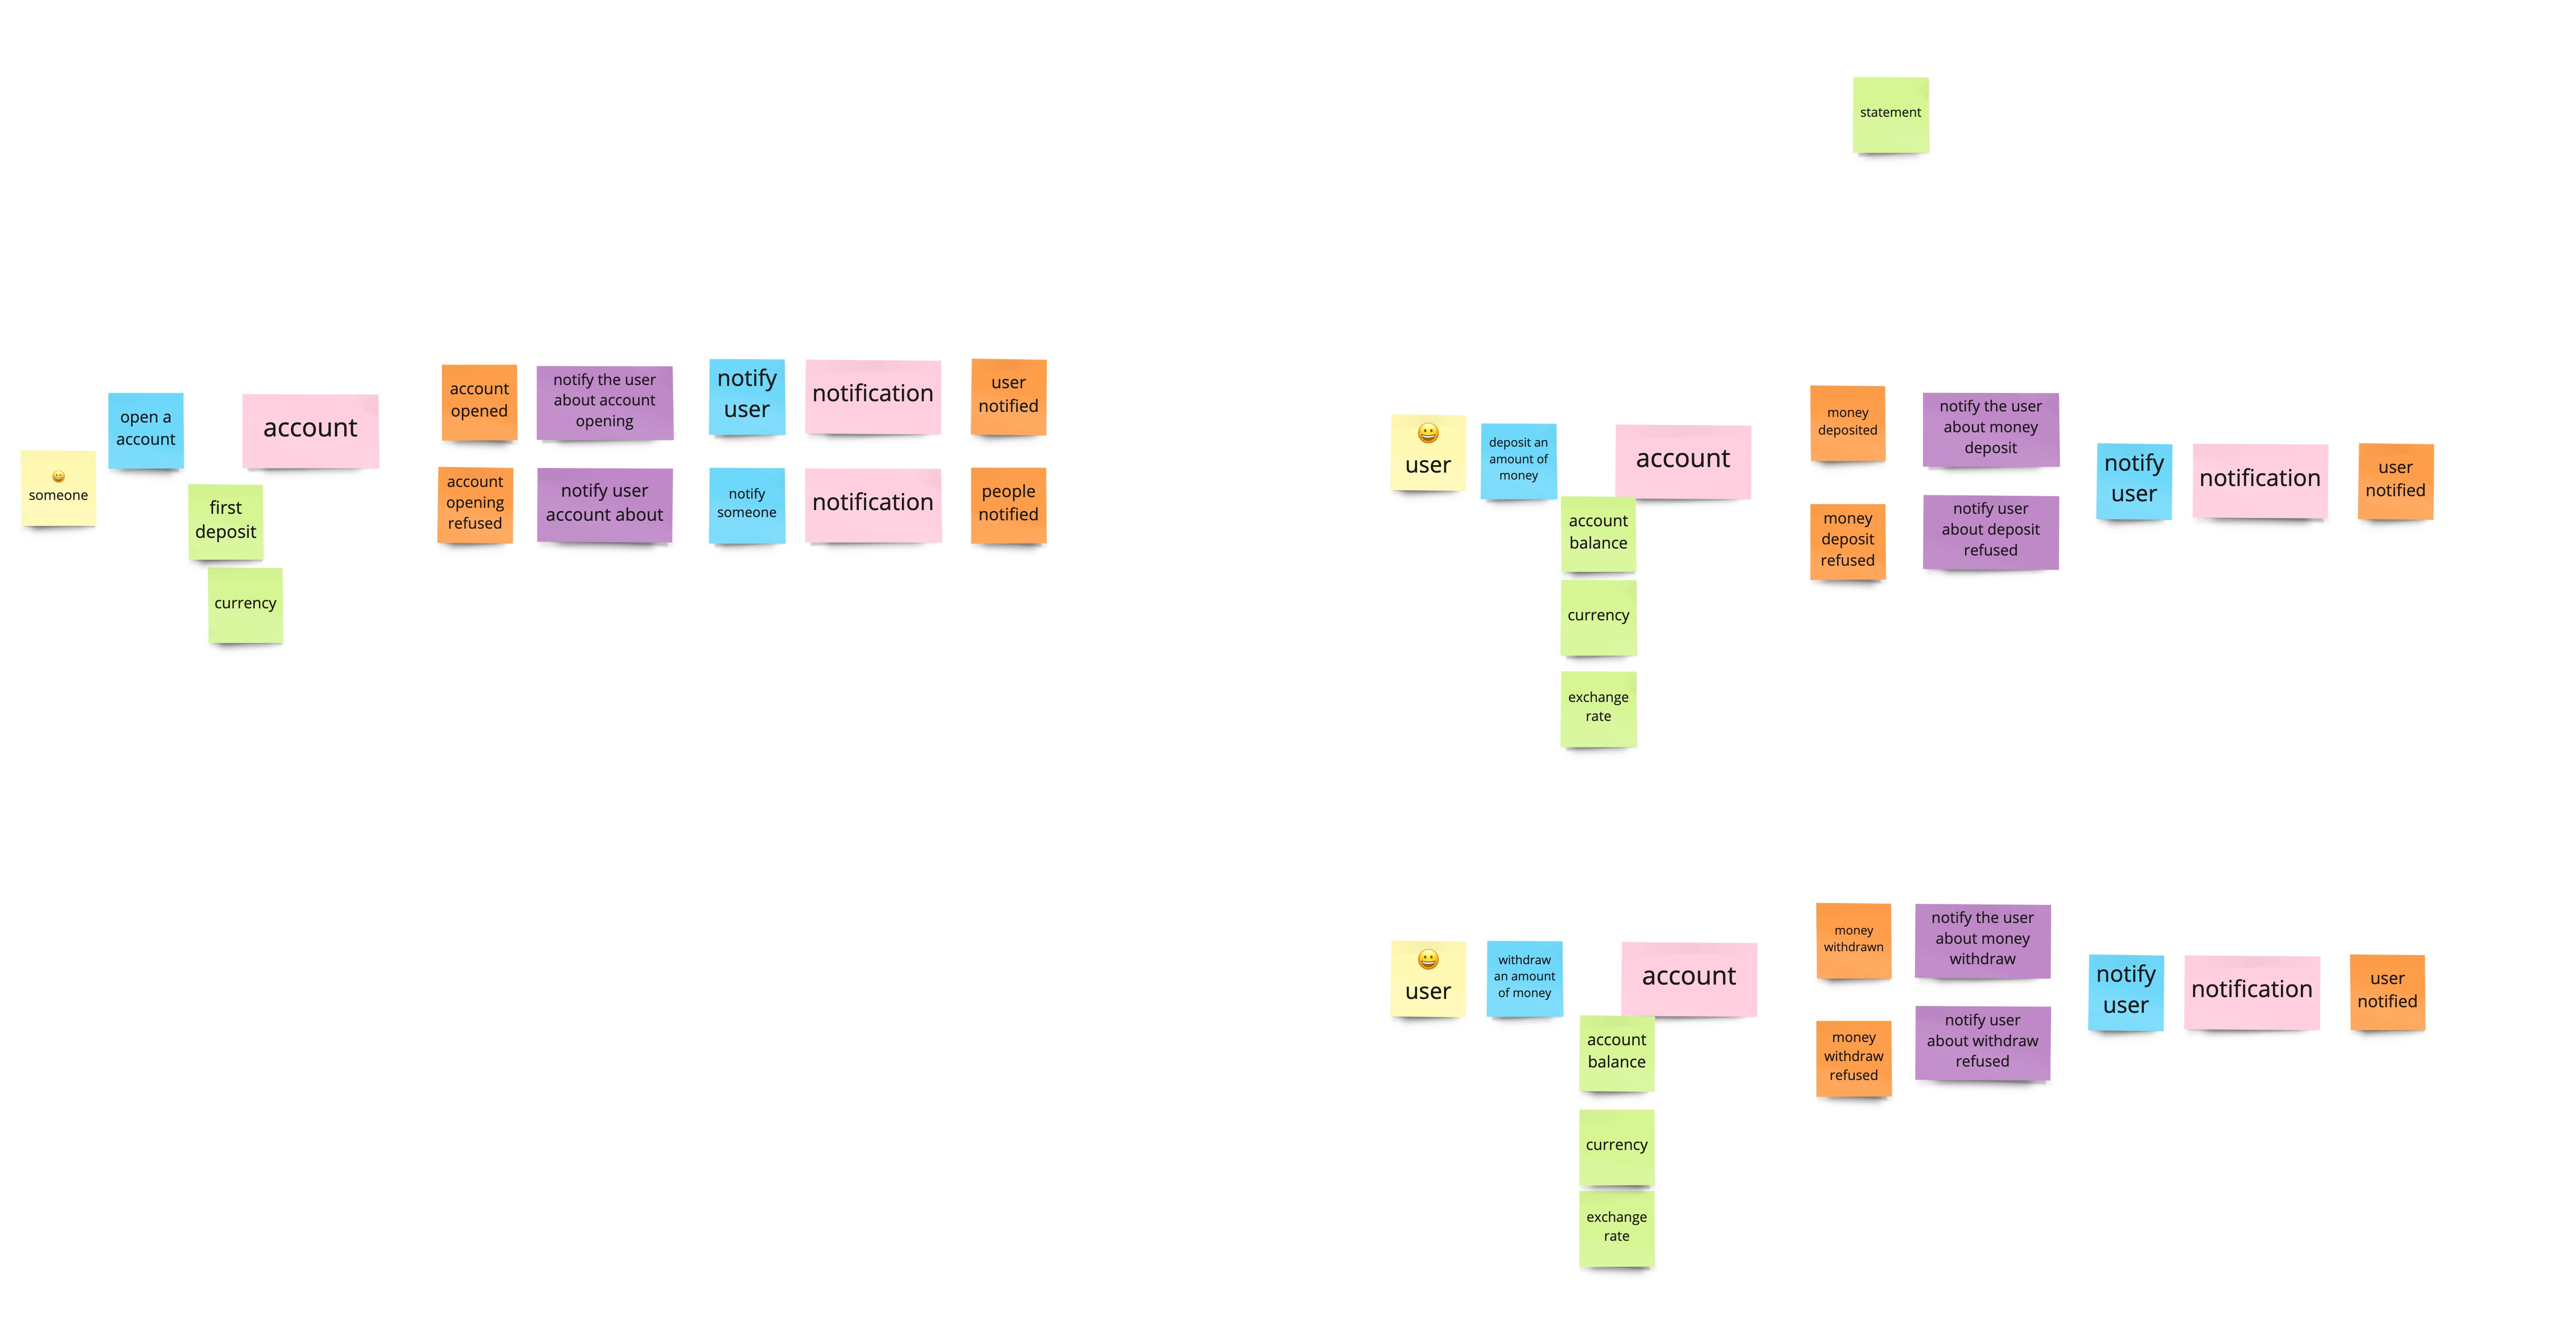 statement
open a
account
account
😀
someone
first
deposit
currency
account
opened
notify the user
about account
opening
notify
user
notification
user
notified
account
opening
refused
notify user
account about
notify
someone
notification
people
notified
😀
user
deposit an
amount of
money
account
account
balance
currency
exchange
rate
money
deposited
notify the user
about money
deposit
money
deposit
refused
notify user
about deposit
refused
notify
user
notification
user
notified
😀
user
withdraw
an amount
of money
account
account
balance
currency
exchange
rate
money
withdrawn
notify the user
about money
withdraw
money
withdraw
refused
notify user
about withdraw
refused
notify
user
notification
user
notified